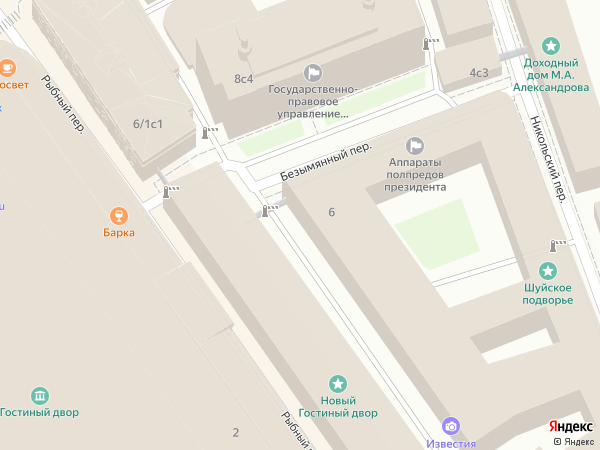 Доходный
дом М.А.
Александрова
4с3
8с4
Государственно-
правовое
управление...
Рыбный пер.
6/1с1
Безымянный пер.
Аппараты
полпредов
президента
Никольский пер.
6
Барка
Шуйское
подворье
Новый
Гостиный двор
Гостиный двор
2
Рыбный
Известия
Яндекс
© Яндекс